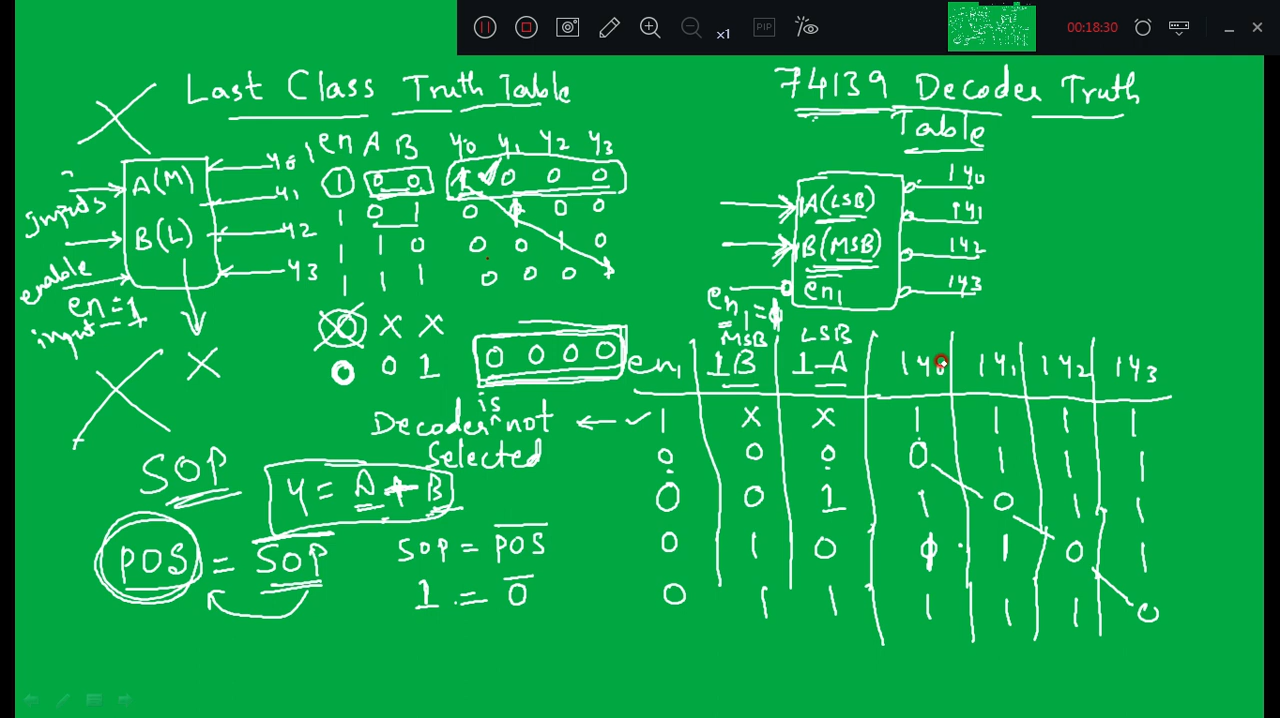 x1
PIP
00:18:30
Last Class Truth Table
en A B y0 y1 y2 y3
1 0 0 1 0 0 0
1 0 1 0 1 0 0
1 1 0 0 0 1 0
1 1 1 0 0 0 1
0 X X
0 0 1 0 0 0 0
inputs
A(M)
B(L)
y0
y1
y2
y3
enable
en=1
input
X
Decoder is not
Selected
SOP
y = A + B
POS = SOP
SOP = POS
1 = 0
74139 Decoder Truth
Table
A(LSB)
B(MSB)
en1
1y0
1y1
1y2
1y3
en1=
MSB LSB
en1 1B 1-A 1y0 1y1 1y2 1y3
1 X X 1 1 1 1
0 0 0 0 1 1 1
0 0 1 1 0 1 1
0 1 0 1 1 0 1
0 1 1 1 1 1 0